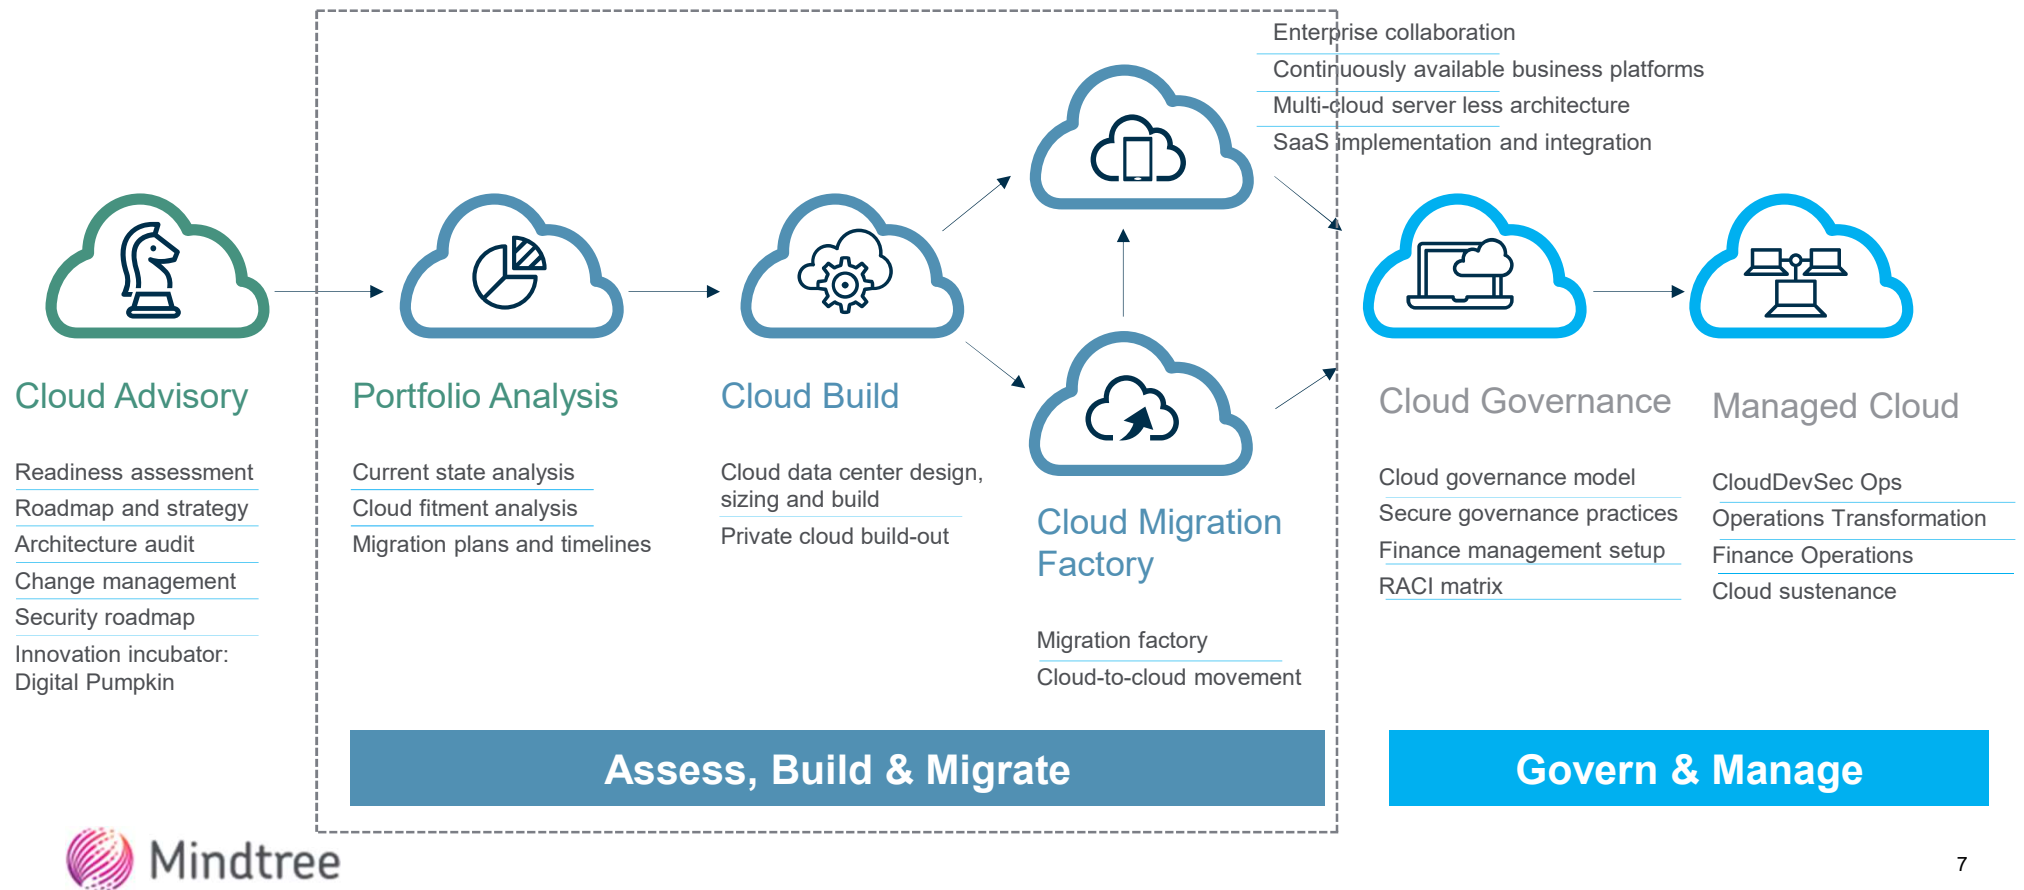 Enterprise collaboration
Continuously available business platforms
Multi-cloud server less architecture
SaaS implementation and integration
Cloud Advisory
Readiness assessment
Roadmap and strategy
Architecture audit
Change management
Security roadmap
Innovation incubator:
Digital Pumpkin
Portfolio Analysis
Current state analysis
Cloud fitment analysis
Migration plans and timelines
Cloud Build
Cloud data center design,
sizing and build
Private cloud build-out
Cloud Migration
Factory
Migration factory
Cloud-to-cloud movement
Cloud Governance
Cloud governance model
Secure governance practices
Finance management setup
RACI matrix
Managed Cloud
CloudDevSec Ops
Operations Transformation
Finance Operations
Cloud sustenance
Assess, Build & Migrate
Govern & Manage
Mindtree
7